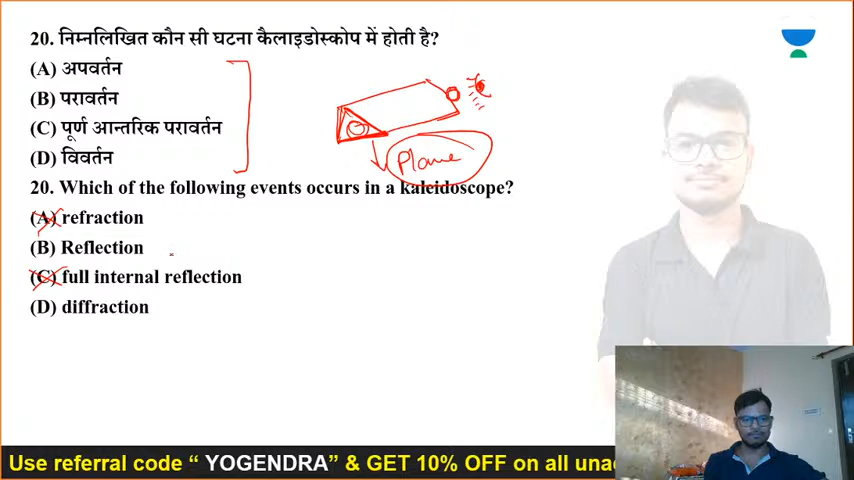 20. निम्नलिखित कौन सी घटना कैलाइडोस्कोप में होती है?
(A) अपवर्तन
(B) परावर्तन
(C) पूर्ण आन्तरिक परावर्तन
(D) विवर्तन
Plane
20. Which of the following events occurs in a kaleidoscope?
(A) refraction
(B) Reflection
(C) full internal reflection
(D) diffraction
Use referral code “ YOGENDRA” & GET 10% OFF on all